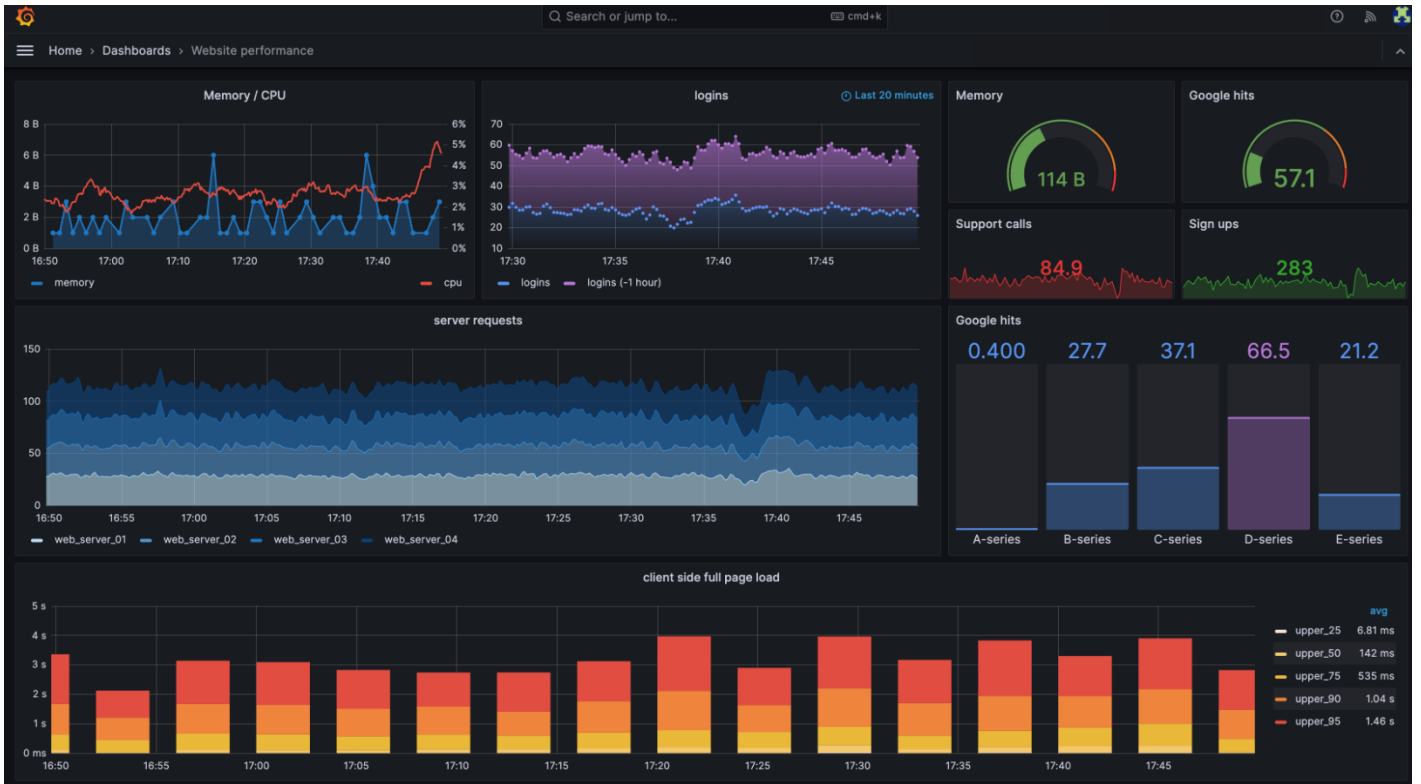 Search or jump to... cmd+k
Home › Dashboards › Website performance
Memory / CPU
8 B
6 B
4 B
2 B
0 B
6%
5%
4%
3%
2%
1%
0%
16:50 17:00 17:10 17:20 17:30 17:40
memory cpu
logins
Last 20 minutes
70
60
50
40
30
20
10
17:30 17:35 17:40 17:45
logins logins (-1 hour)
Memory
114 B
Google hits
57.1
Support calls
84.9
Sign ups
283
server requests
150
100
50
0
16:50 16:55 17:00 17:05 17:10 17:15 17:20 17:25 17:30 17:35 17:40 17:45
web_server_01 web_server_02 web_server_03 web_server_04
Google hits
0.400 27.7 37.1 66.5 21.2
A-series B-series C-series D-series E-series
client side full page load
5 s
4 s
3 s
2 s
1 s
0 ms
16:50 16:55 17:00 17:05 17:10 17:15 17:20 17:25 17:30 17:35 17:40 17:45
avg
upper_25 6.81 ms
upper_50 142 ms
upper_75 535 ms
upper_90 1.04 s
upper_95 1.46 s